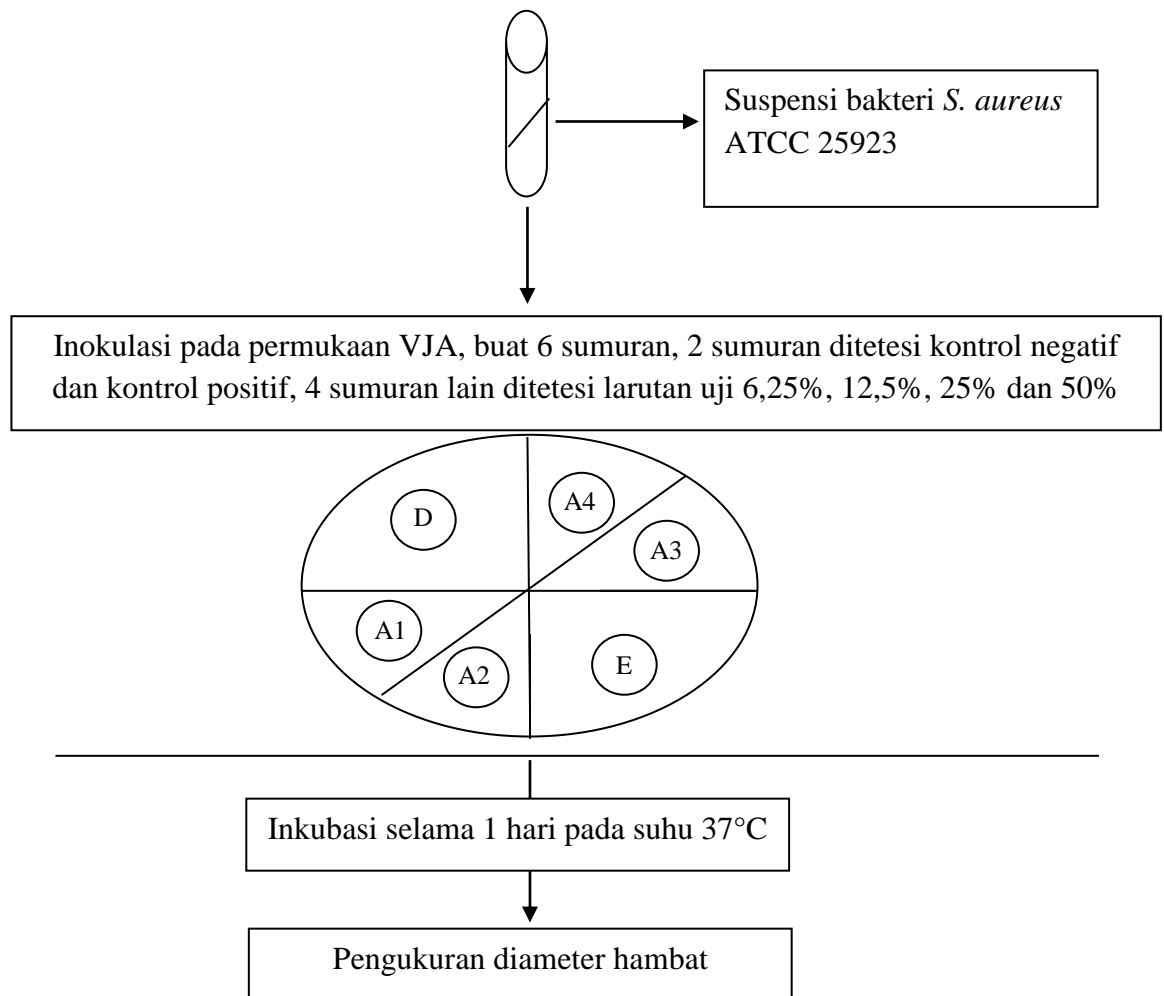 Suspensi bakteri S. aureus
ATCC 25923
Inokulasi pada permukaan VJA, buat 6 sumuran, 2 sumuran ditetesi kontrol negatif
dan kontrol positif, 4 sumuran lain ditetesi larutan uji 6,25%, 12,5%, 25% dan 50%
D
A4
A3
A1
A2
E
Inkubasi selama 1 hari pada suhu 37°C
Pengukuran diameter hambat